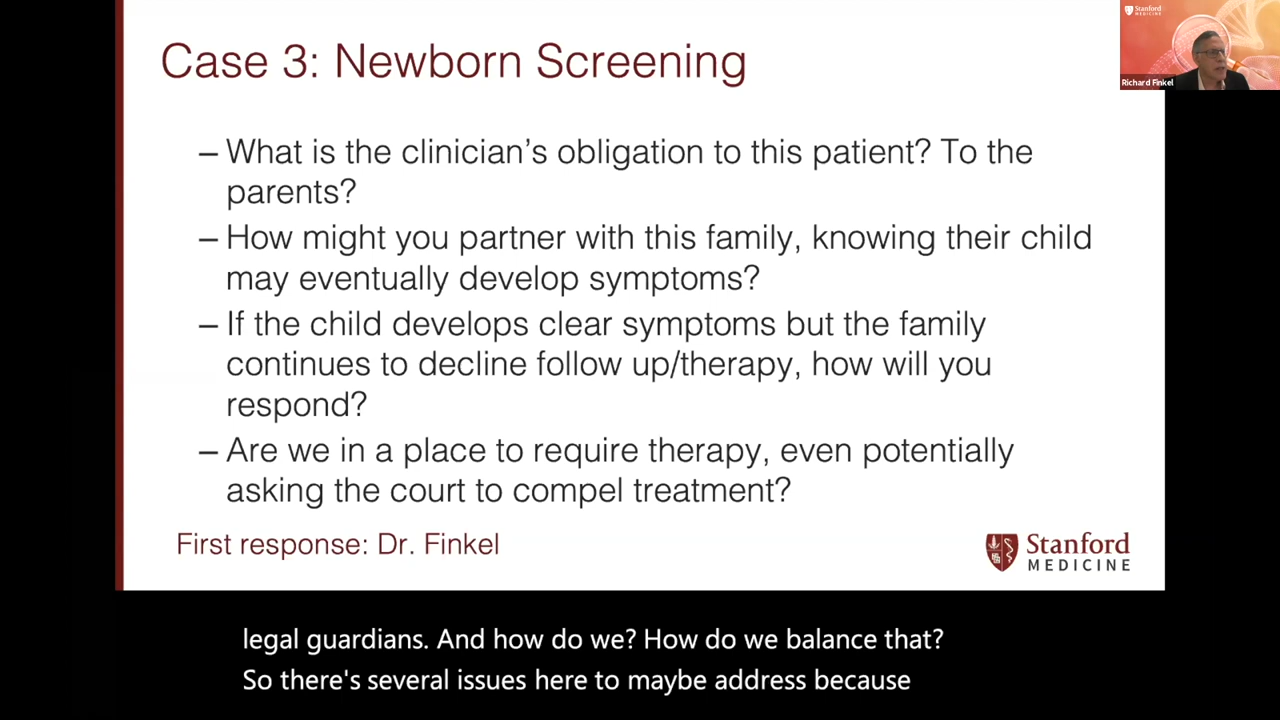 Case 3: Newborn Screening
Stanford
MEDICINE
Richard Finkel
– What is the clinician’s obligation to this patient? To the
parents?
– How might you partner with this family, knowing their child
may eventually develop symptoms?
– If the child develops clear symptoms but the family
continues to decline follow up/therapy, how will you
respond?
– Are we in a place to require therapy, even potentially
asking the court to compel treatment?
First response: Dr. Finkel
Stanford
MEDICINE
legal guardians. And how do we? How do we balance that?
So there's several issues here to maybe address because